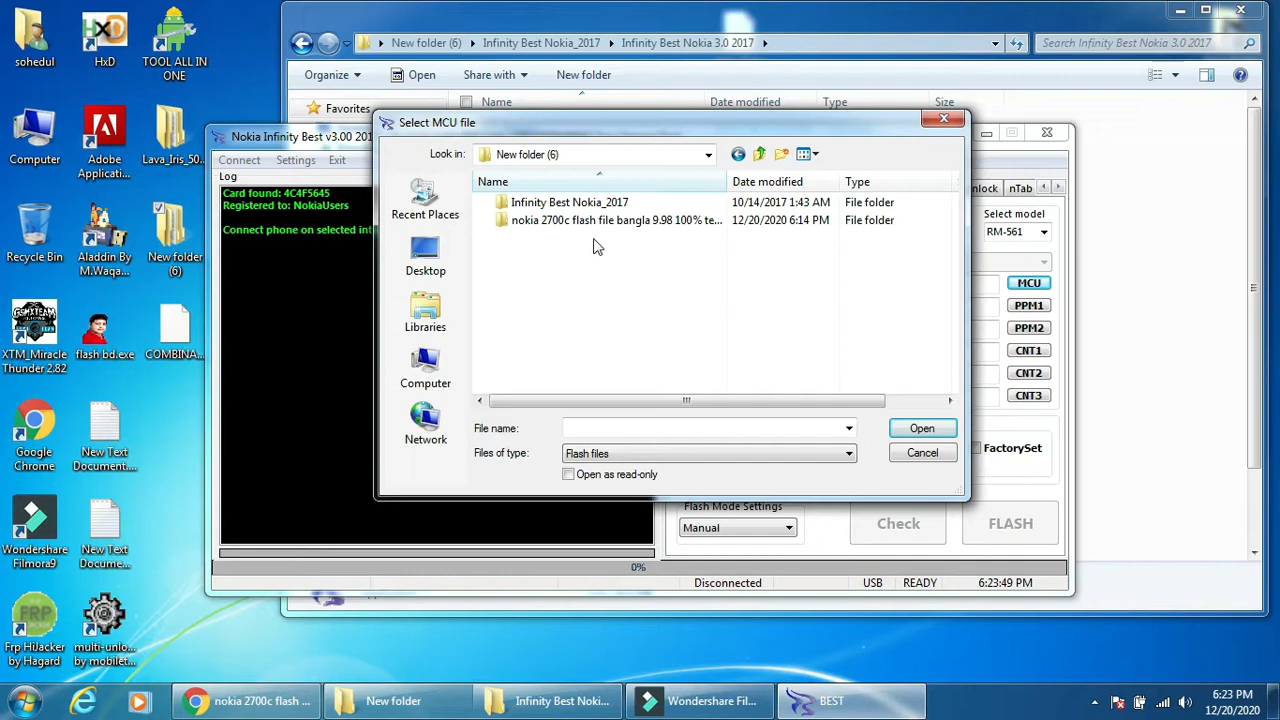 sohedul
HxD
TOOL ALL IN
ONE
Computer
Adobe
Applicati...
Lava_Iris_50...
Recycle Bin
Aladdin By
M.Waqa...
New folder
(6)
XTM_Miracle
Thunder 2.82
flash bd.exe
COMBINA...
Google
Chrome
New Text
Document...
Wondershare
Filmora9
New Text
Docume...
FRP
Frp HiJacker
by Hagard
multi-unlo...
by mobilet...
New folder (6)
Infinity Best Nokia_2017
Infinity Best Nokia 3.0 2017
Search Infinity Best Nokia 3.0 2017
Organize
Open
Share with
New folder
Favorites
Name
Date modified
Type
Size
Nokia Infinity Best v3.00 201
Connect
Settings
Exit
Log
Card found: 4C4F5645
Registered to: NokiaUsers
Connect phone on selected int
Select MCU file
Look in:
New folder (6)
Name
Date modified
Type
Infinity Best Nokia_2017
10/14/2017 1:43 AM
File folder
nokia 2700c flash file bangla 9.98 100% te...
12/20/2020 6:14 PM
File folder
Recent Places
Desktop
Libraries
Computer
Network
File name:
Open
Files of type:
Flash files
Cancel
Open as read-only
nlock
nTab
Select model
RM-561
MCU
PPM1
PPM2
CNT1
CNT2
CNT3
FactorySet
Flash Mode Settings
Manual
Check
FLASH
0%
Disconnected
USB
READY
6:23:49 PM
nokia 2700c flash ...
New folder
Infinity Best Noki...
Wondershare Fil...
BEST
6:23 PM
12/20/2020